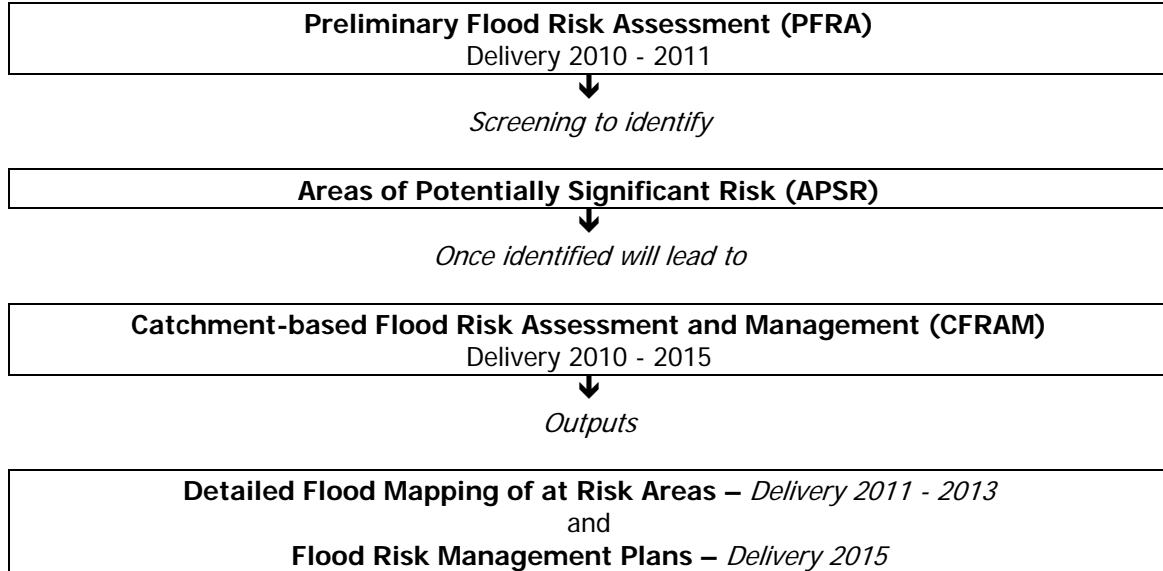 Preliminary Flood Risk Assessment (PFRA)
Delivery 2010 - 2011
Screening to identify
Areas of Potentially Significant Risk (APSR)
Once identified will lead to
Catchment-based Flood Risk Assessment and Management (CFRAM)
Delivery 2010 - 2015
Outputs
Detailed Flood Mapping of at Risk Areas – Delivery 2011 - 2013
and
Flood Risk Management Plans – Delivery 2015